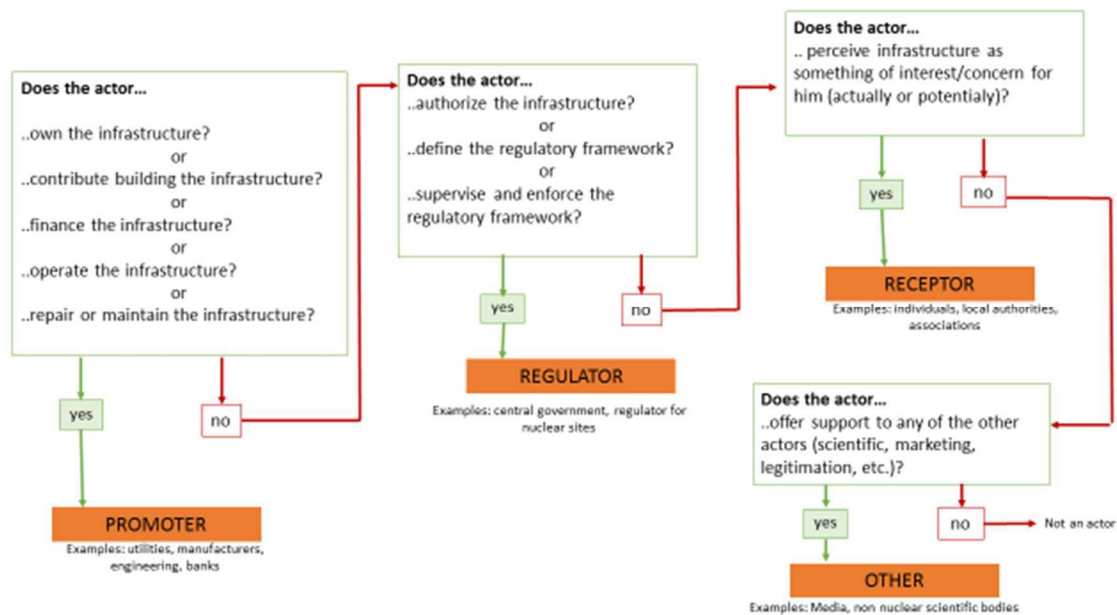 Does the actor...
..own the infrastructure?
or
..contribute building the infrastructure?
or
..finance the infrastructure?
or
..operate the infrastructure?
or
..repair or maintain the infrastructure?
yes
no
PROMOTER
Examples: utilities, manufacturers,
engineering, banks
Does the actor...
..authorize the infrastructure?
or
..define the regulatory framework?
or
..supervise and enforce the
regulatory framework?
yes
no
REGULATOR
Examples: central government, regulator for
nuclear sites
Does the actor...
.. perceive infrastructure as
something of interest/concern for
him (actually or potentialy)?
yes
no
RECEPTOR
Examples: individuals, local authorities,
associations
Does the actor...
..offer support to any of the other
actors (scientific, marketing,
legitimation, etc.)?
yes
no
Not an actor
OTHER
Examples: Media, non nuclear scientific bodies